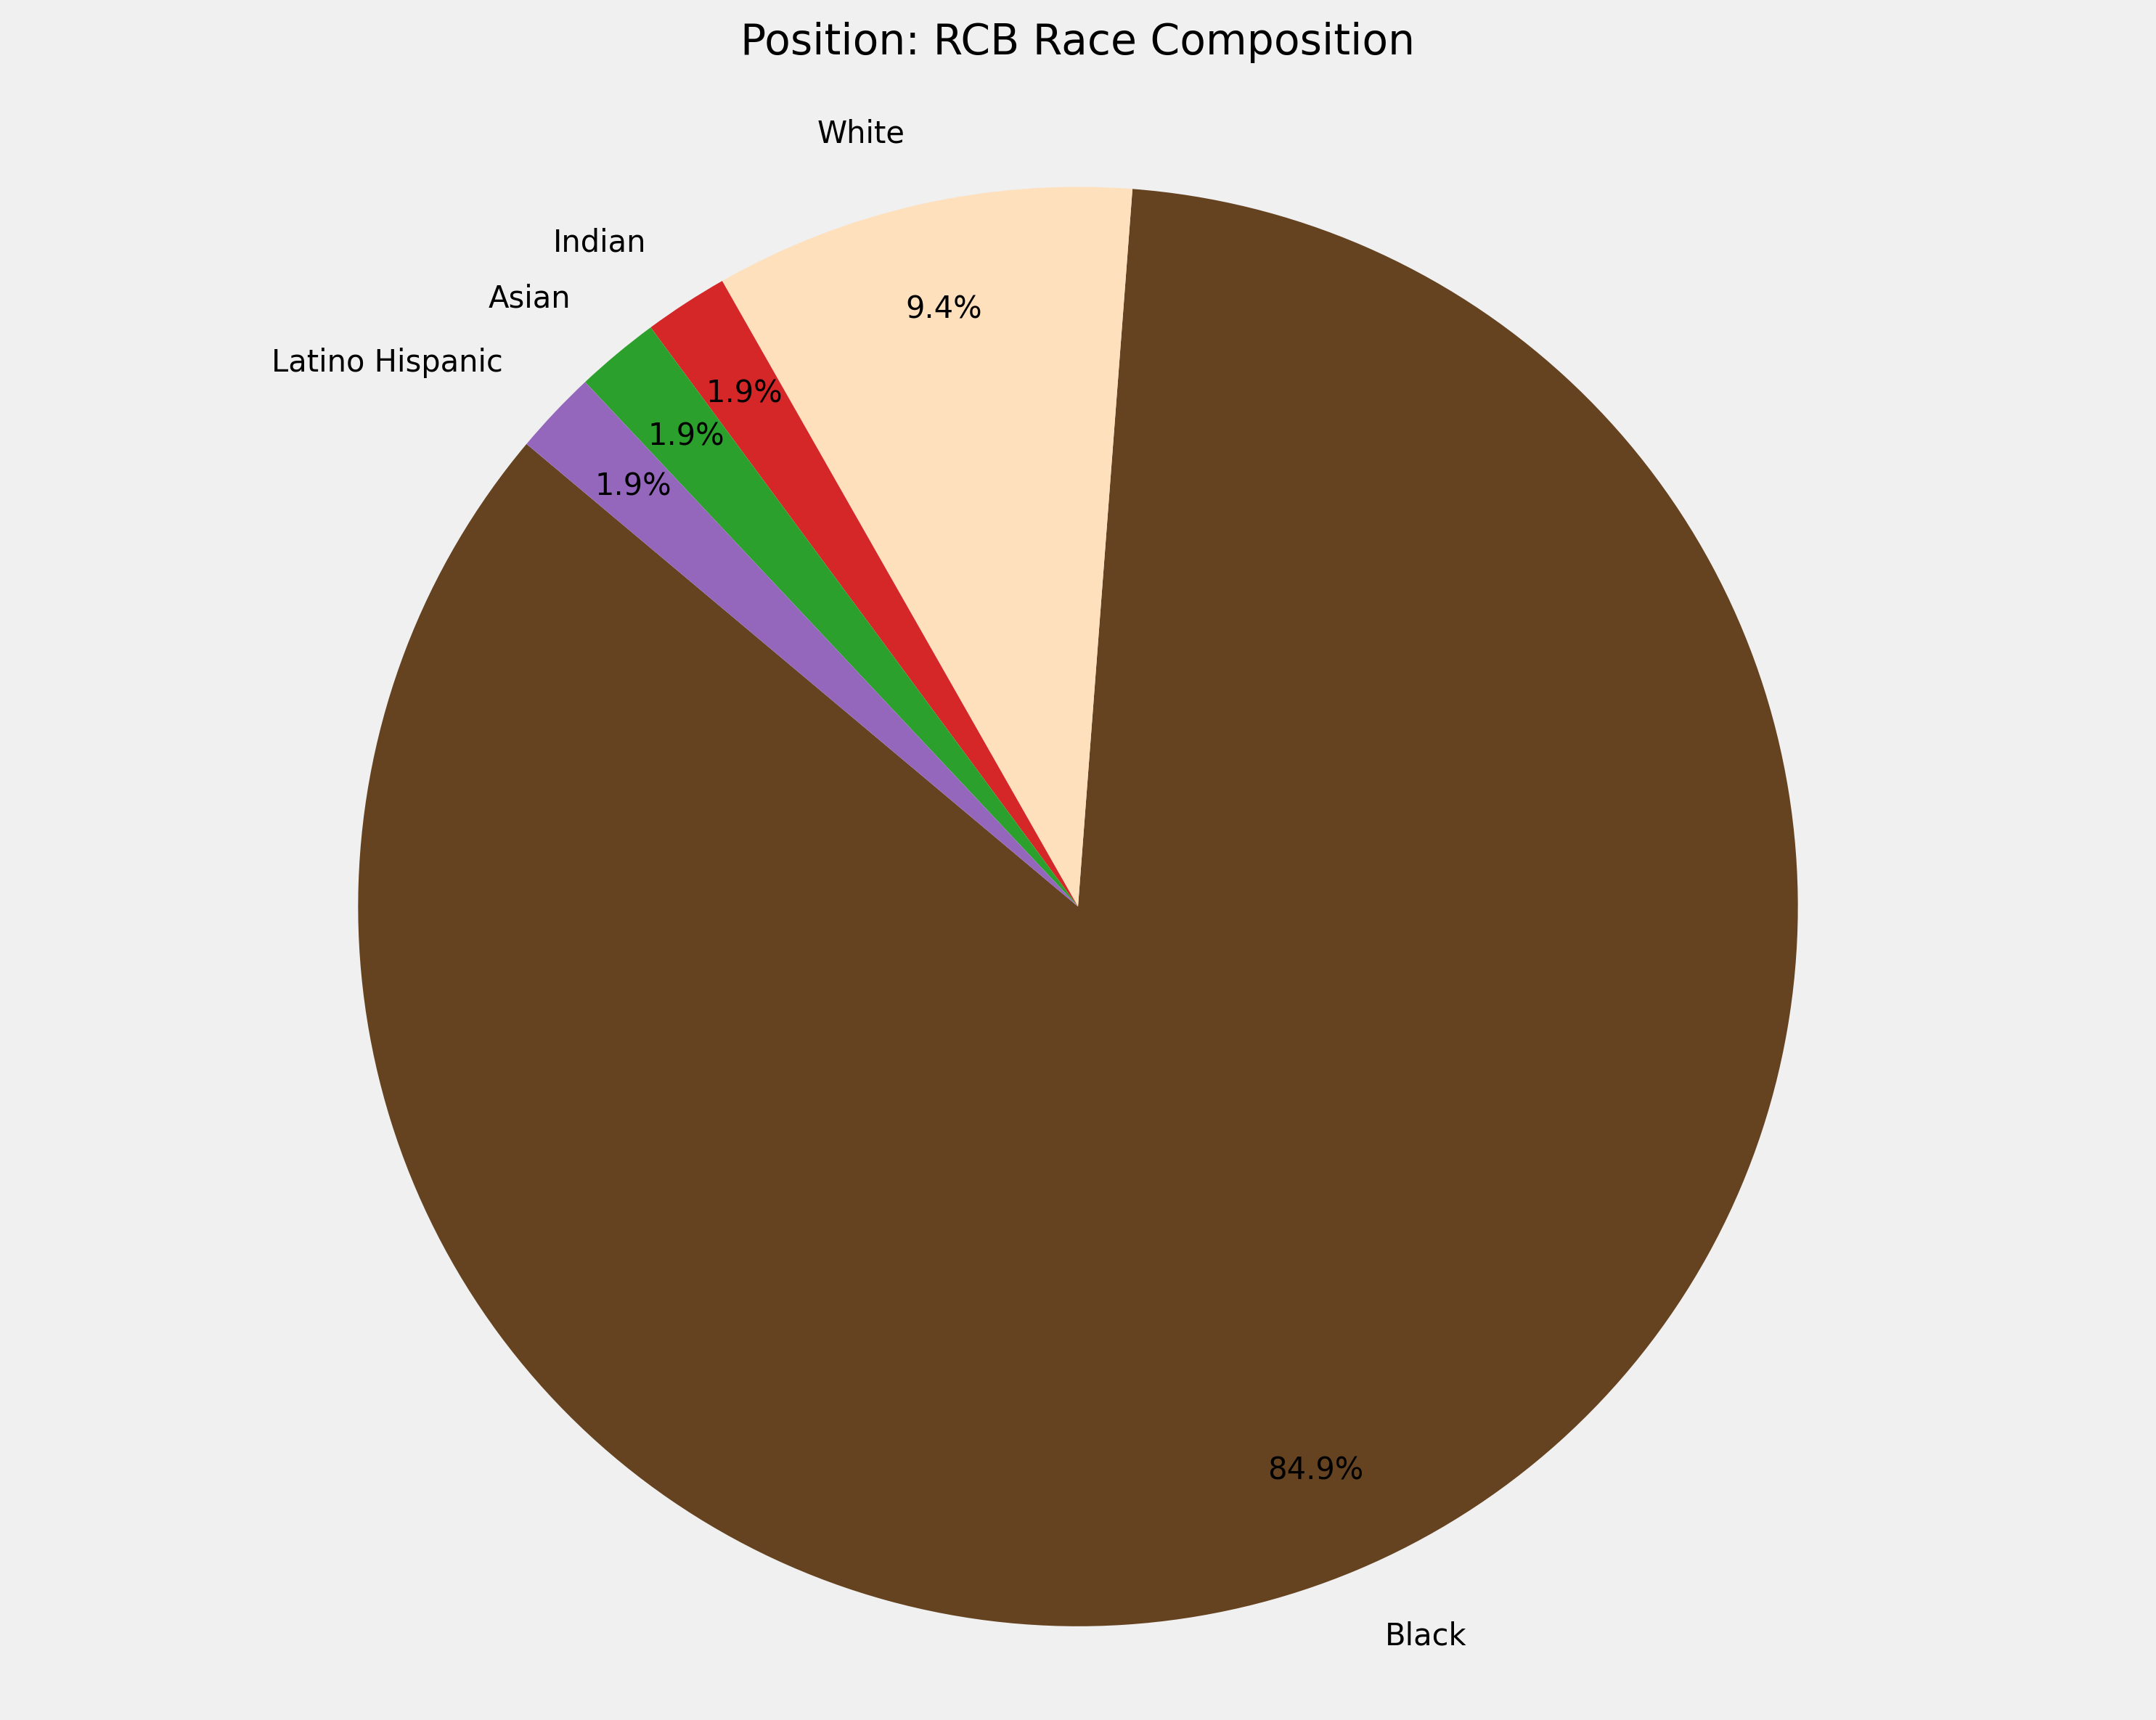 Position: RCB Race Composition
White
Indian
9.4%
Asian
Latino Hispanic
1.9%
1.9%
1.9%
84.9%
Black